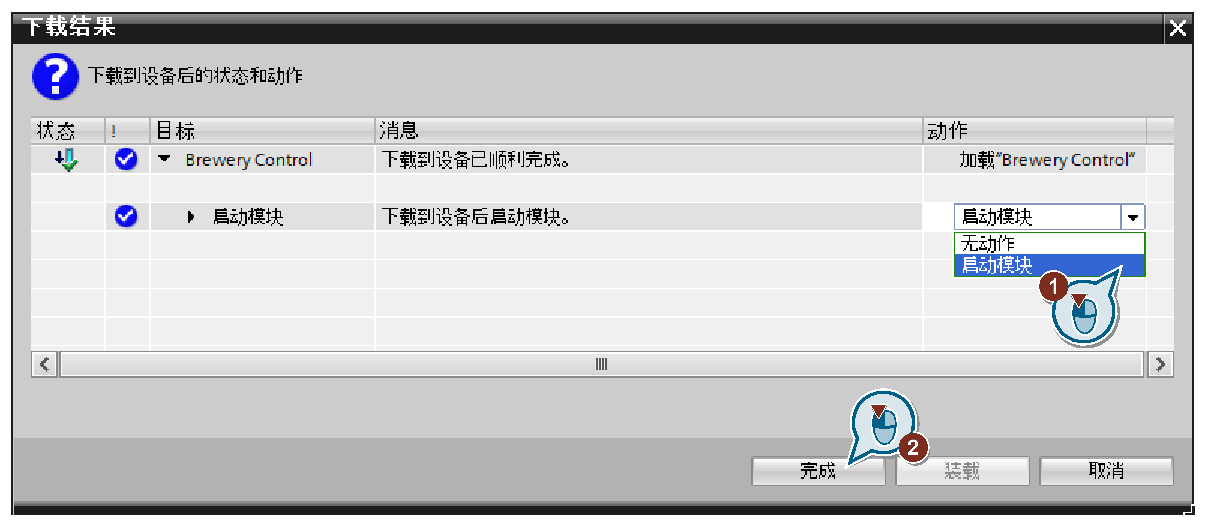 下载结果
下载到设备后的状态和动作
状态 ! 目标 消息 动作
Brewery Control 下载到设备已顺利完成。 加载"Brewery Control"
启动模块 下载到设备后启动模块。 启动模块
无动作
启动模块
1
2
完成 装载 取消